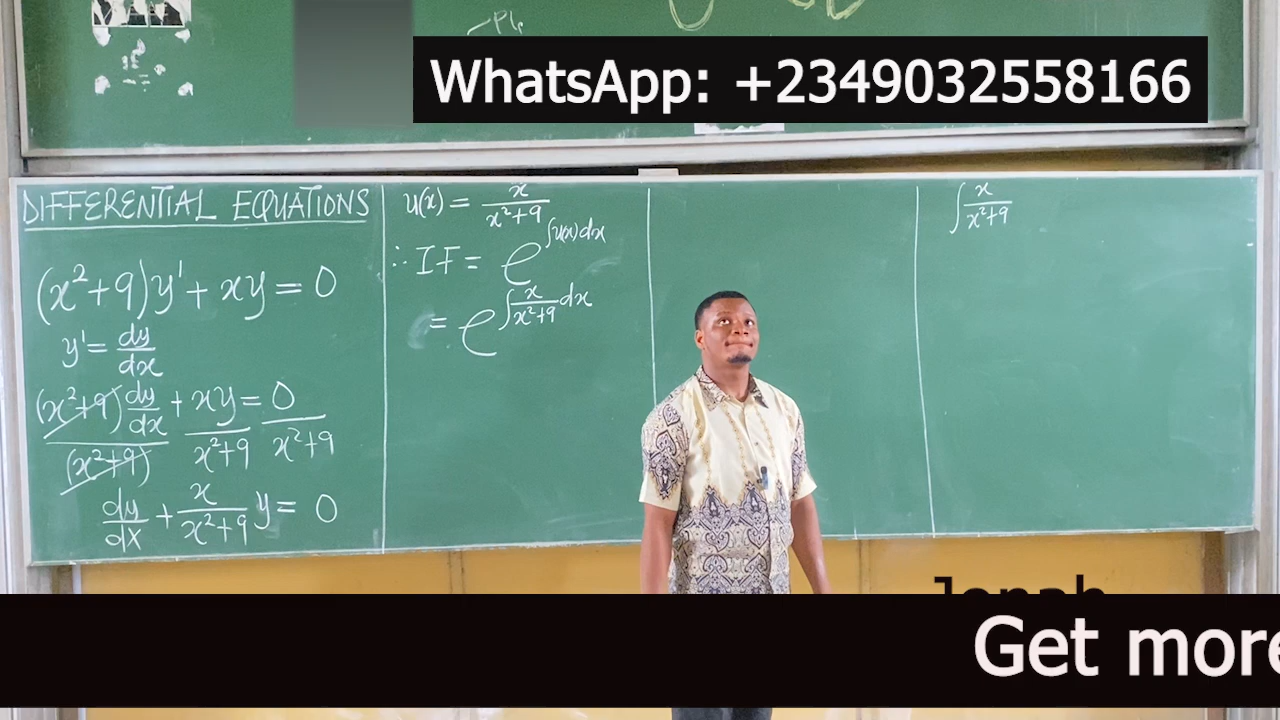 WhatsApp: +2349032558166
DIFFERENTIAL EQUATIONS
(x²+9)y' + xy = 0
y' = dy/dx
(x²+9) dy/dx + xy = 0
(x²+9) x²+9 x²+9
dy/dx + x/(x²+9) y = 0
u(x) = x/(x²+9)
∴ IF = e^∫u(x)dx
= e^∫x/(x²+9) dx
∫ x/(x²+9)
Get more